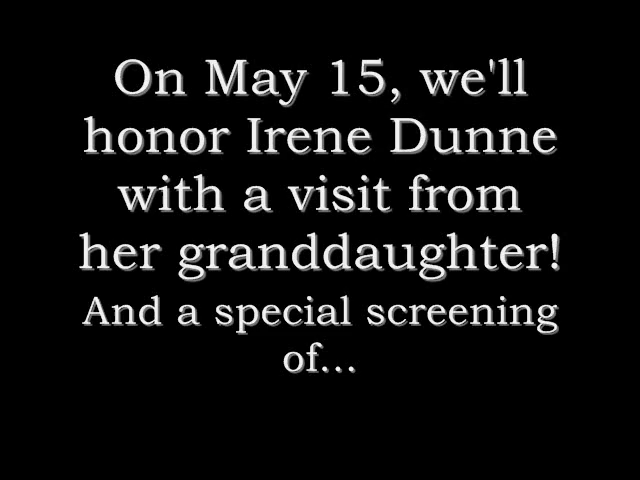 On May 15, we'll
honor Irene Dunne
with a visit from
her granddaughter!
And a special screening
of...